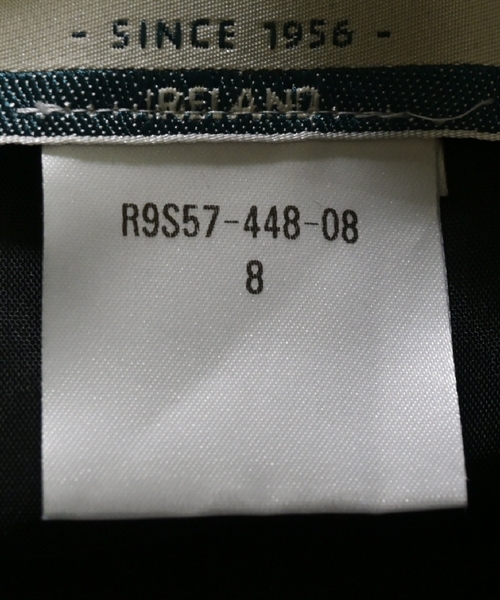 - SINCE 1956 -
IRELAND
R9S57-448-08
8